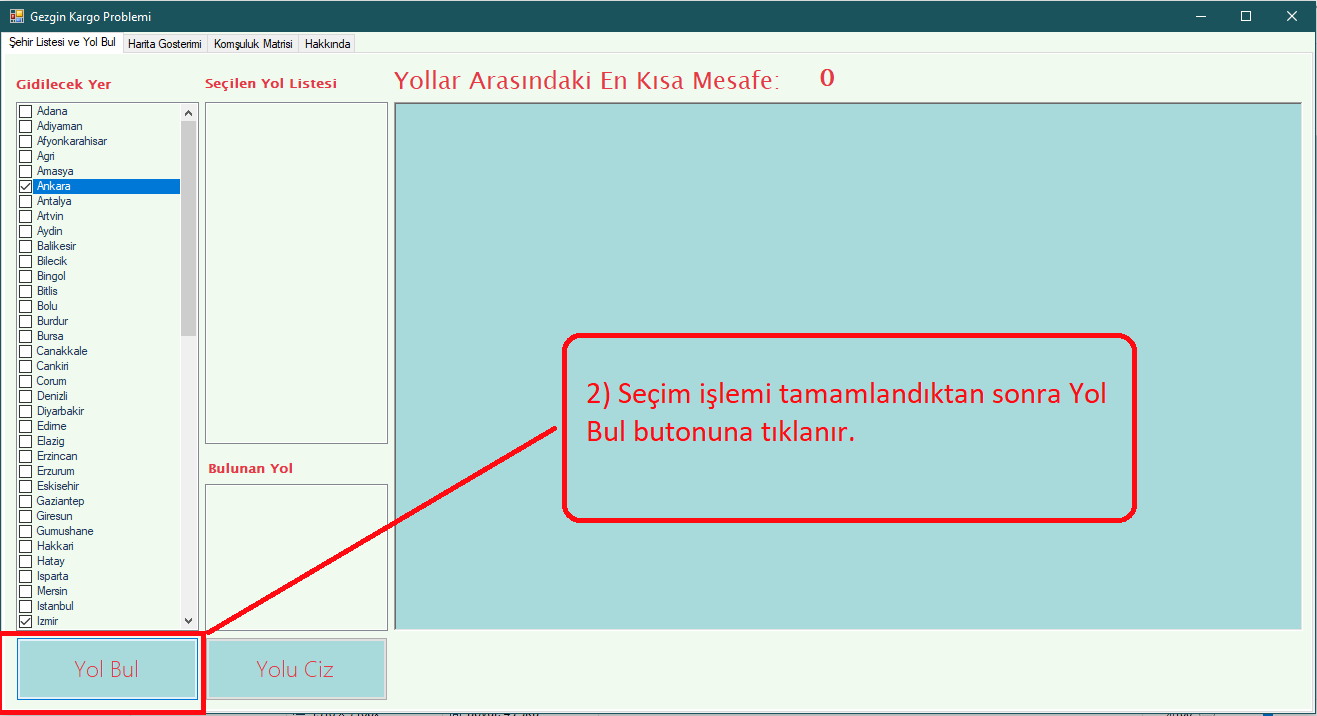 Gezgin Kargo Problemi
Şehir Listesi ve Yol Bul
Harita Gosterimi
Komşuluk Matrisi
Hakkında
Gidilecek Yer
Seçilen Yol Listesi
Yollar Arasındaki En Kısa Mesafe: 0
Adana
Adiyaman
Afyonkarahisar
Agri
Amasya
Ankara
Antalya
Artvin
Aydin
Balikesir
Bilecik
Bingol
Bitlis
Bolu
Burdur
Bursa
Canakkale
Cankiri
Corum
Denizli
Diyarbakir
Edirne
Elazig
Erzincan
Erzurum
Eskisehir
Gaziantep
Giresun
Gumushane
Hakkari
Hatay
Isparta
Mersin
Istanbul
Izmir
Bulunan Yol
2) Seçim işlemi tamamlandıktan sonra Yol
Bul butonuna tıklanır.
Yol Bul
Yolu Ciz